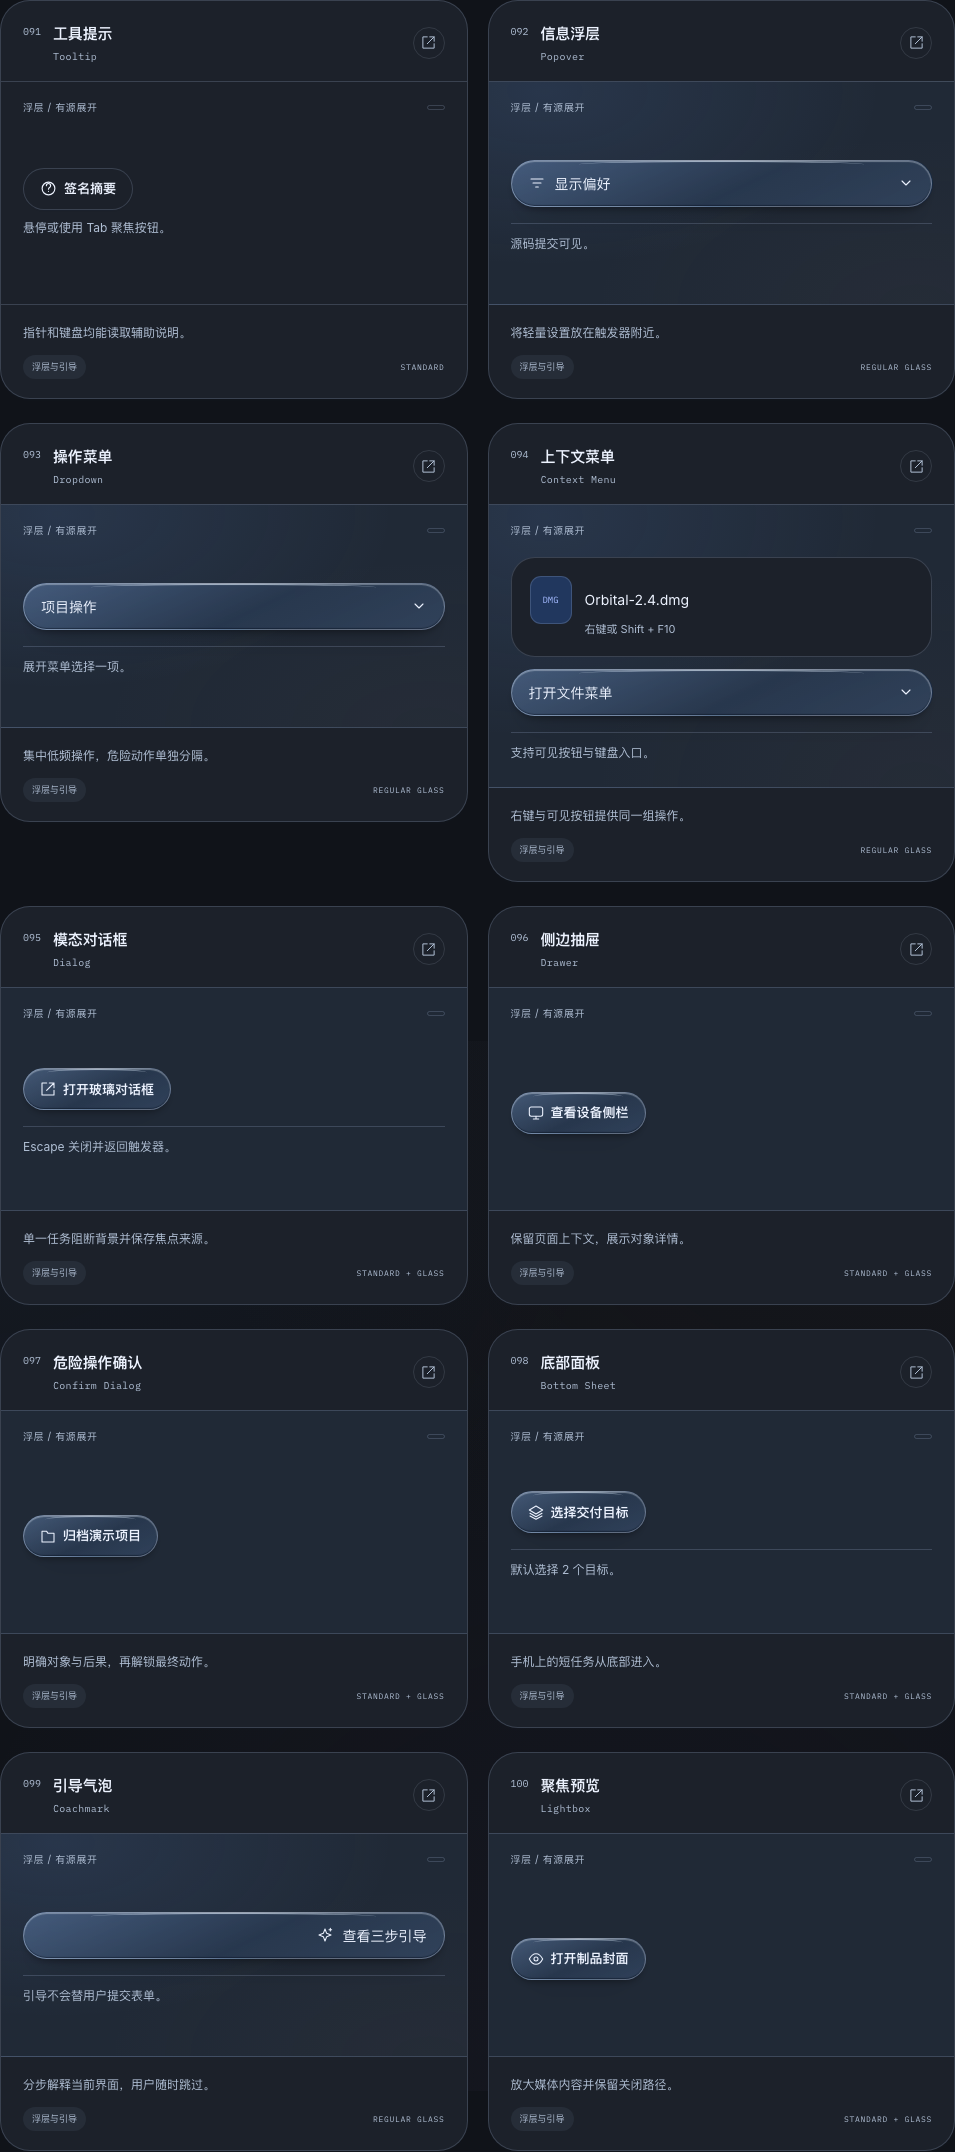 091 工具提示
Tooltip
浮层 / 有源展开
签名摘要
悬停或使用 Tab 聚焦按钮。
指针和键盘均能读取辅助说明。
浮层与引导
STANDARD
092 信息浮层
Popover
浮层 / 有源展开
显示偏好
源码提交可见。
将轻量设置放在触发器附近。
浮层与引导
REGULAR GLASS
093 操作菜单
Dropdown
浮层 / 有源展开
项目操作
展开菜单选择一项。
集中低频操作，危险动作单独分隔。
浮层与引导
REGULAR GLASS
094 上下文菜单
Context Menu
浮层 / 有源展开
DMG
Orbital-2.4.dmg
右键或 Shift + F10
打开文件菜单
支持可见按钮与键盘入口。
右键与可见按钮提供同一组操作。
浮层与引导
REGULAR GLASS
095 模态对话框
Dialog
浮层 / 有源展开
打开玻璃对话框
Escape 关闭并返回触发器。
单一任务阻断背景并保存焦点来源。
浮层与引导
STANDARD + GLASS
096 侧边抽屉
Drawer
浮层 / 有源展开
查看设备侧栏
保留页面上下文，展示对象详情。
浮层与引导
STANDARD + GLASS
097 危险操作确认
Confirm Dialog
浮层 / 有源展开
归档演示项目
明确对象与后果，再解锁最终动作。
浮层与引导
STANDARD + GLASS
098 底部面板
Bottom Sheet
浮层 / 有源展开
选择交付目标
默认选择 2 个目标。
手机上的短任务从底部进入。
浮层与引导
STANDARD + GLASS
099 引导气泡
Coachmark
浮层 / 有源展开
查看三步引导
引导不会替用户提交表单。
分步解释当前界面，用户随时跳过。
浮层与引导
REGULAR GLASS
100 聚焦预览
Lightbox
浮层 / 有源展开
打开制品封面
放大媒体内容并保留关闭路径。
浮层与引导
STANDARD + GLASS